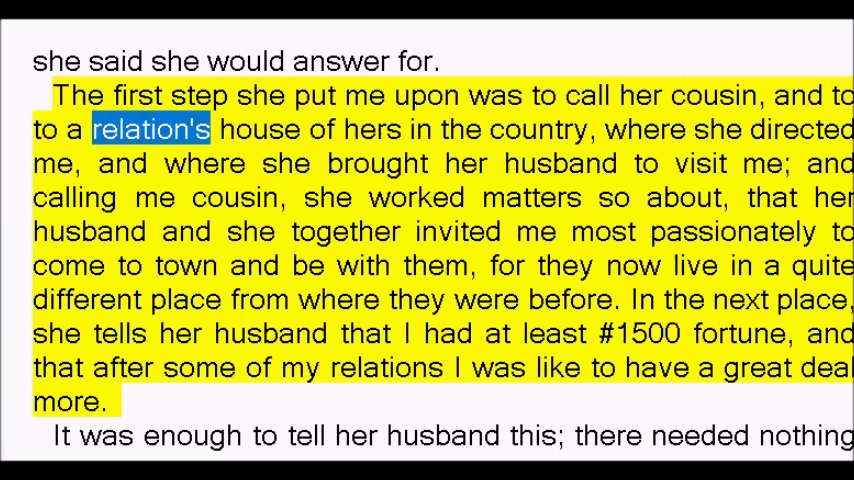 she said she would answer for.
The first step she put me upon was to call her cousin, and to
to a relation's house of hers in the country, where she directed
me, and where she brought her husband to visit me; and
calling me cousin, she worked matters so about, that her
husband and she together invited me most passionately to
come to town and be with them, for they now live in a quite
different place from where they were before. In the next place,
she tells her husband that I had at least #1500 fortune, and
that after some of my relations I was like to have a great deal
more.
It was enough to tell her husband this; there needed nothing